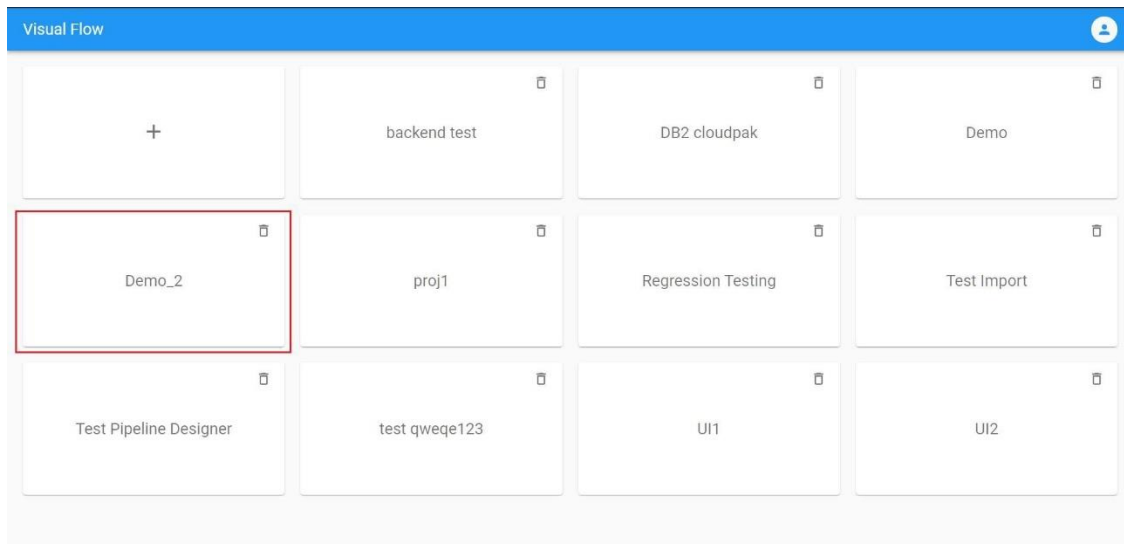 Visual Flow
+
backend test
DB2 cloudpak
Demo
Demo_2
proj1
Regression Testing
Test Import
Test Pipeline Designer
test qweqe123
UI1
UI2